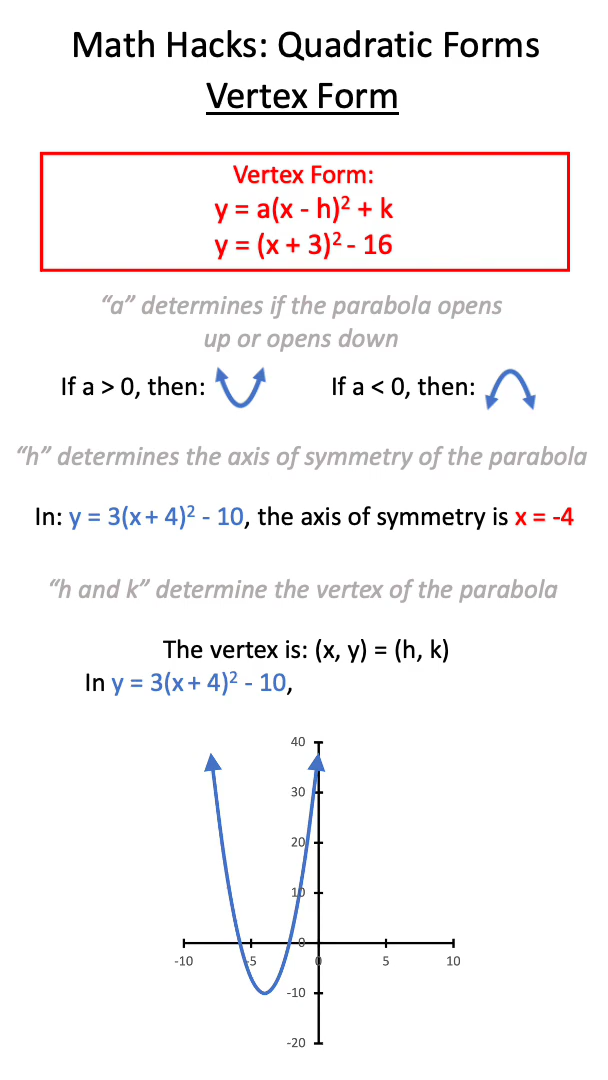 Math Hacks: Quadratic Forms
Vertex Form
Vertex Form:
y = a(x - h)² + k
y = (x + 3)² - 16
“a” determines if the parabola opens
up or opens down
If a > 0, then:
If a < 0, then:
“h” determines the axis of symmetry of the parabola
In: y = 3(x + 4)² - 10, the axis of symmetry is x = -4
“h and k” determine the vertex of the parabola
The vertex is: (x, y) = (h, k)
In y = 3(x + 4)² - 10,
40
30
20
10
0
-10 -5 0 5 10
-10
-20